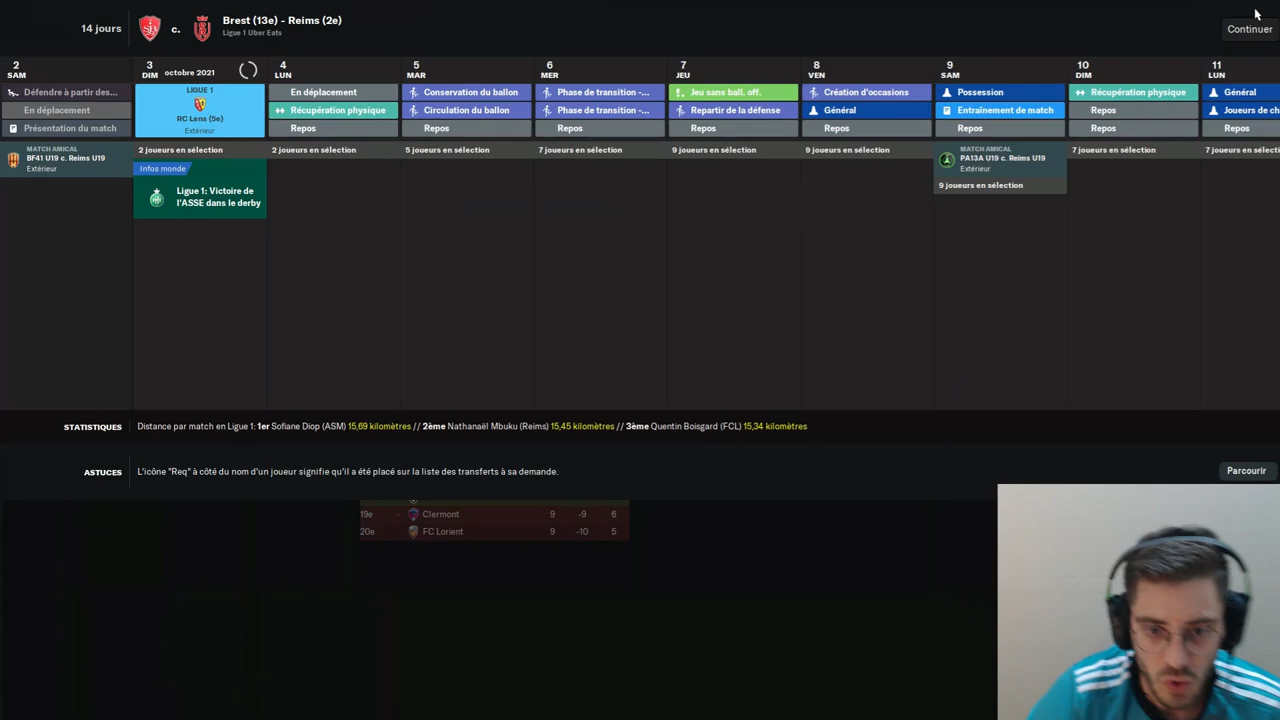 14 jours
c.
Brest (13e) - Reims (2e)
Ligue 1 Uber Eats
Continuer
2
SAM
3
DIM
octobre 2021
4
LUN
5
MAR
6
MER
7
JEU
8
VEN
9
SAM
10
DIM
11
LUN
Défendre à partir des...
En déplacement
Présentation du match
LIGUE 1
RC Lens (5e)
Extérieur
En déplacement
Récupération physique
Repos
Conservation du ballon
Circulation du ballon
Repos
Phase de transition -...
Phase de transition -...
Repos
Jeu sans ball. off.
Repartir de la défense
Repos
Création d'occasions
Général
Repos
Possession
Entraînement de match
Repos
Récupération physique
Repos
Repos
Général
Joueurs de ch
Repos
MATCH AMICAL
BF41 U19 c. Reims U19
Extérieur
2 joueurs en sélection
Infos monde
Ligue 1: Victoire de
l'ASSE dans le derby
2 joueurs en sélection
5 joueurs en sélection
7 joueurs en sélection
9 joueurs en sélection
9 joueurs en sélection
MATCH AMICAL
PA13A U19 c. Reims U19
Extérieur
9 joueurs en sélection
7 joueurs en sélection
7 joueurs en sélecti
STATISTIQUES
Distance par match en Ligue 1: 1er Sofiane Diop (ASM) 15,69 kilomètres // 2ème Nathanaël Mbuku (Reims) 15,45 kilomètres // 3ème Quentin Boisgard (FCL) 15,34 kilomètres
ASTUCES
L'icône "Req" à côté du nom d'un joueur signifie qu'il a été placé sur la liste des transferts à sa demande.
Parcourir
19e - Clermont 9 -9 6
20e FC Lorient 9 -10 5